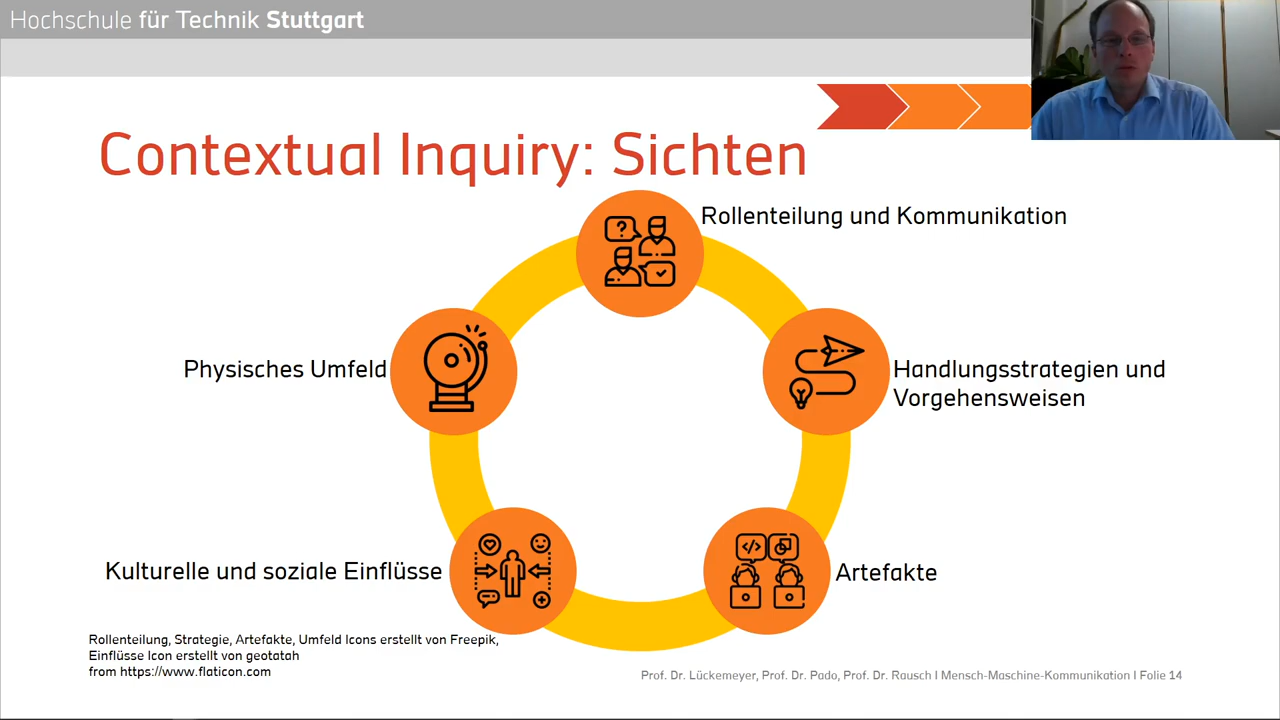 Hochschule für Technik Stuttgart
Contextual Inquiry: Sichten
Rollenteilung und Kommunikation
Physisches Umfeld
Handlungsstrategien und
Vorgehensweisen
Kulturelle und soziale Einflüsse
Artefakte
Rollenteilung, Strategie, Artefakte, Umfeld Icons erstellt von Freepik,
Einflüsse Icon erstellt von geotatah
from https://www.flaticon.com
Prof. Dr. Lückemeyer, Prof. Dr. Pado, Prof. Dr. Rausch I Mensch-Maschine-Kommunikation I Folie 14